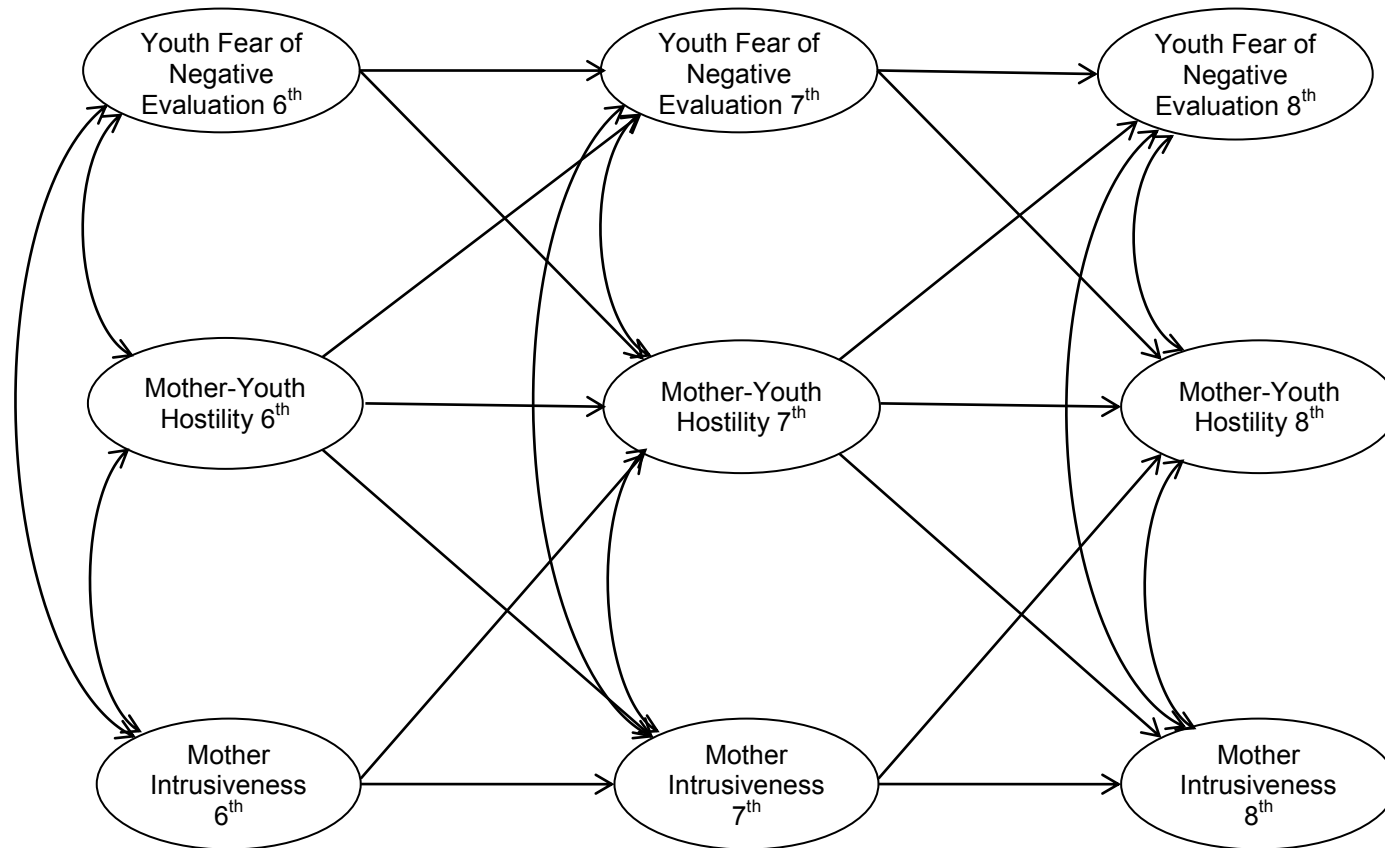 Youth Fear of
Negative
Evaluation 6th
Youth Fear of
Negative
Evaluation 7th
Youth Fear of
Negative
Evaluation 8th
Mother-Youth
Hostility 6th
Mother-Youth
Hostility 7th
Mother-Youth
Hostility 8th
Mother
Intrusiveness
6th
Mother
Intrusiveness
7th
Mother
Intrusiveness
8th